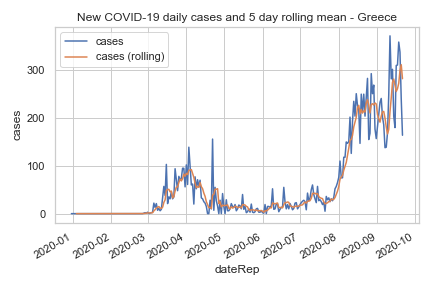 New COVID-19 daily cases and 5 day rolling mean - Greece
cases
cases (rolling)
300
200
100
0
cases
2020-01
2020-02
2020-03
2020-04
2020-05
2020-06
2020-07
2020-08
2020-09
2020-10
dateRep